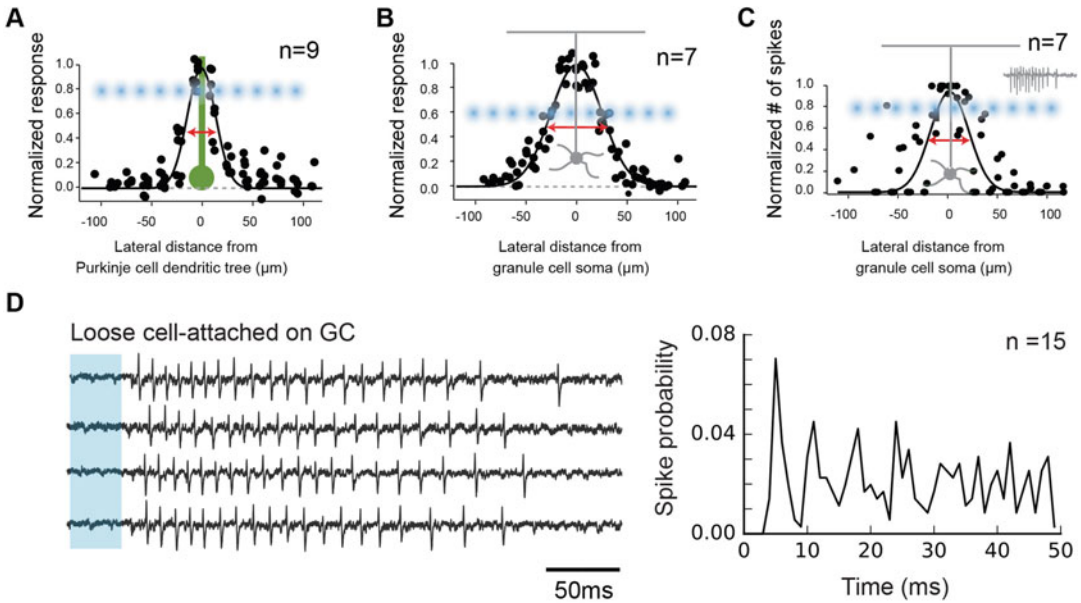 A
n=9
Normalized response
1.0
0.8
0.6
0.4
0.2
0.0
-100
-50
0
50
100
Lateral distance from
Purkinje cell dendritic tree (µm)
B
n=7
Normalized response
1.0
0.8
0.6
0.4
0.2
0.0
-100
-50
0
50
100
Lateral distance from
granule cell soma (µm)
C
n=7
Normalized # of spikes
1.0
0.8
0.6
0.4
0.2
0
-100
-50
0
50
100
Lateral distance from
granule cell soma (µm)
D
Loose cell-attached on GC
50ms
n =15
Spike probability
0.08
0.04
0.00
0
10
20
30
40
50
Time (ms)